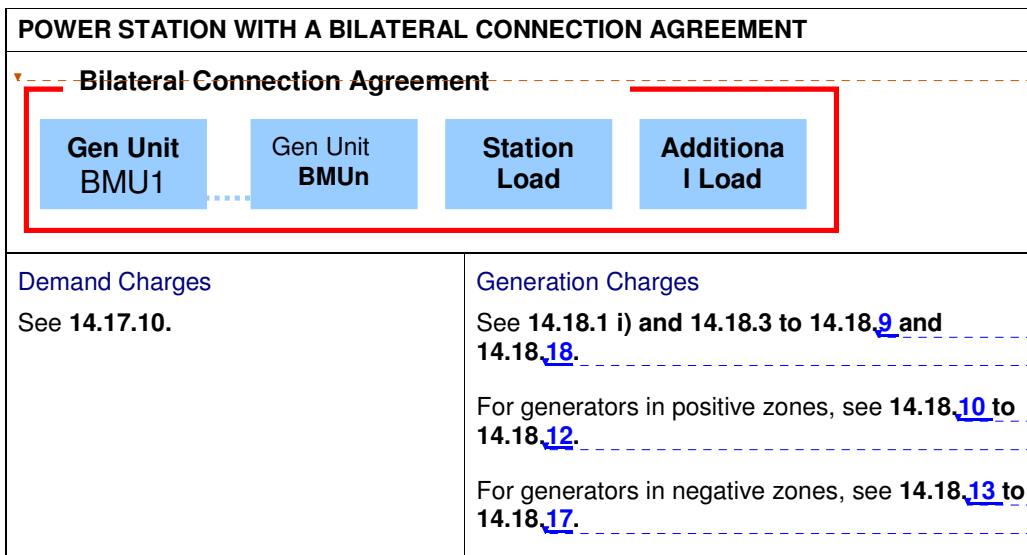 POWER STATION WITH A BILATERAL CONNECTION AGREEMENT
Bilateral Connection Agreement
Gen Unit
BMU1
Gen Unit
BMUn
Station
Load
Additiona
l Load
Demand Charges
See 14.17.10.
Generation Charges
See 14.18.1 i) and 14.18.3 to 14.18.9 and
14.18.18.
For generators in positive zones, see 14.18.10 to
14.18.12.
For generators in negative zones, see 14.18.13 to
14.18.17.